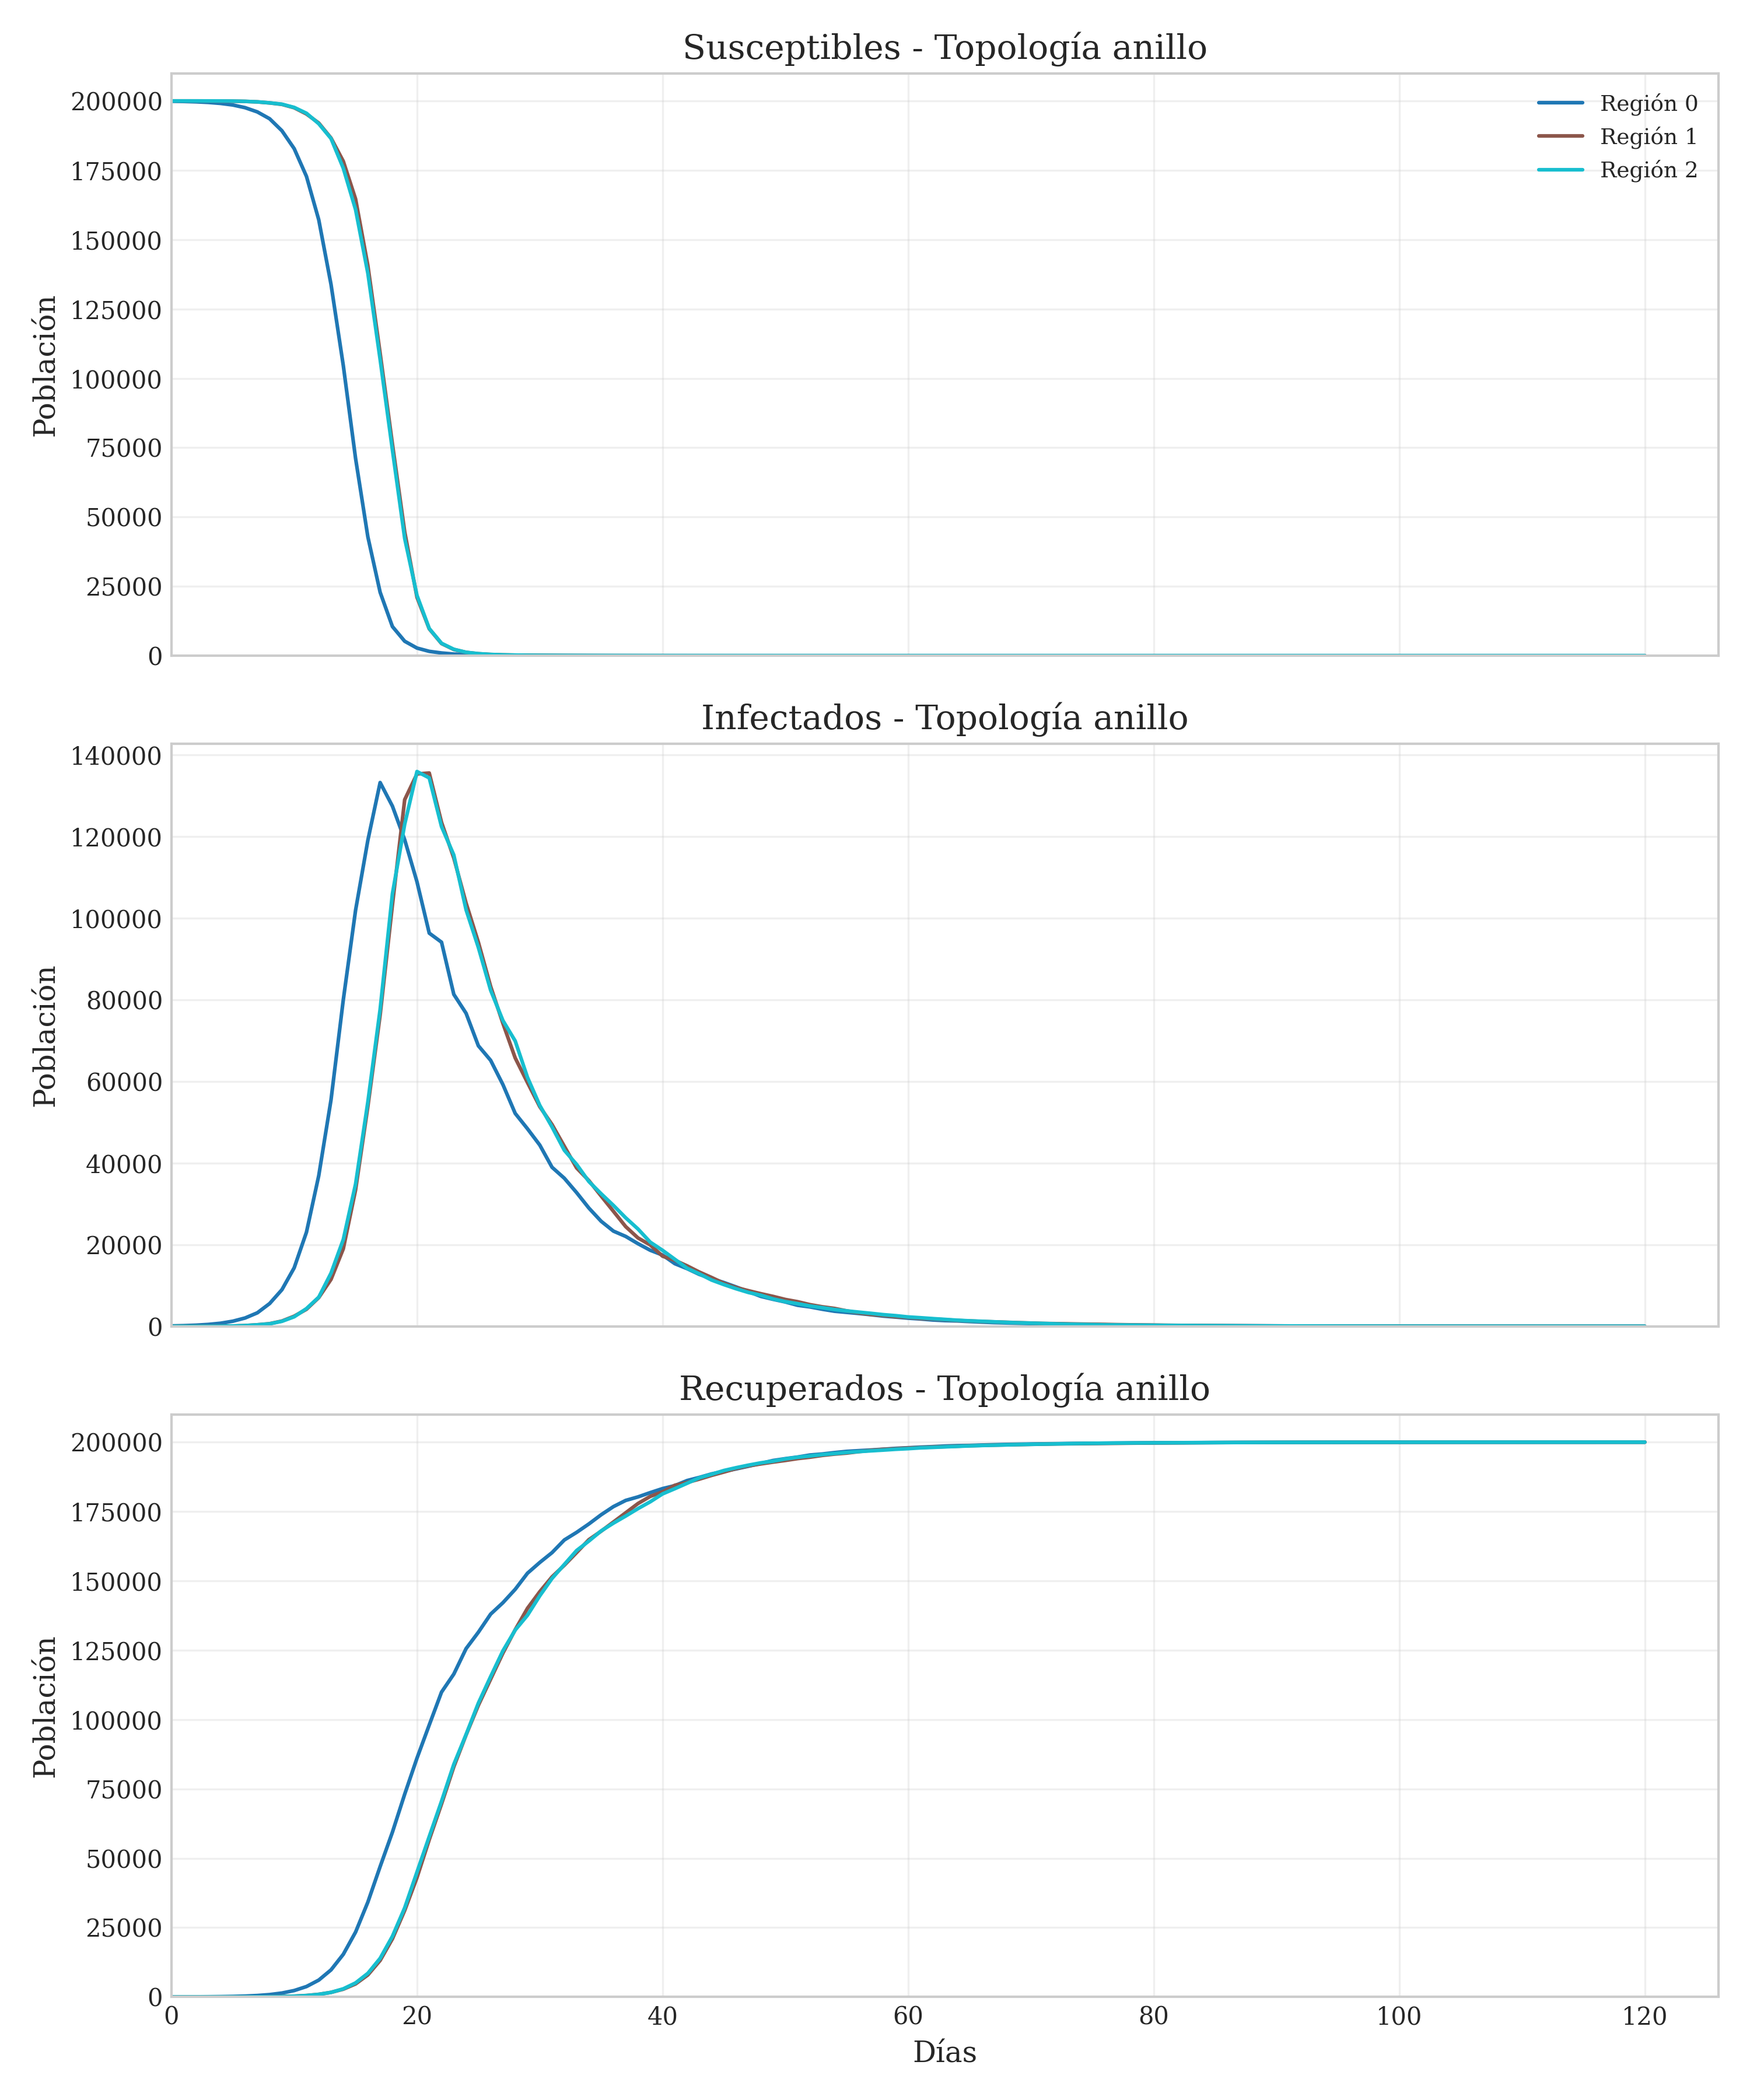 Susceptibles - Topología anillo
200000
175000
150000
125000
100000
75000
50000
25000
0
Población
Región 0
Región 1
Región 2
Infectados - Topología anillo
140000
120000
100000
80000
60000
40000
20000
0
Población
Recuperados - Topología anillo
200000
175000
150000
125000
100000
75000
50000
25000
0
Población
0 20 40 60 80 100 120
Días